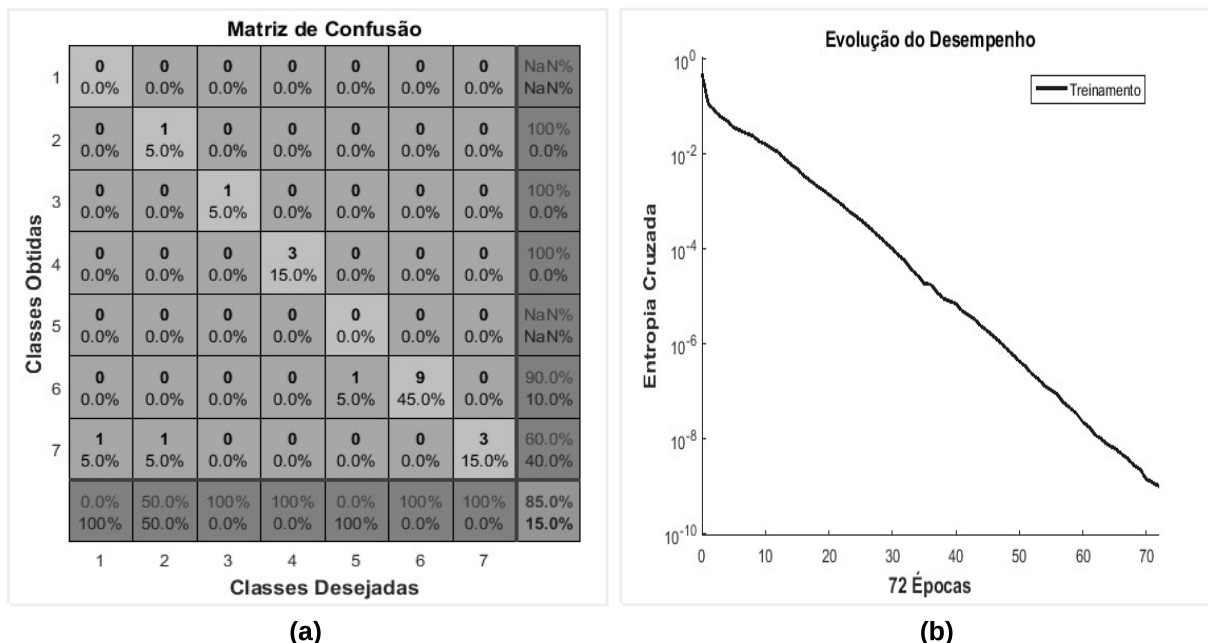 Matriz de Confusão
1 0 0 0 0 0 0 0 NaN%
0.0% 0.0% 0.0% 0.0% 0.0% 0.0% 0.0% NaN%
2 0 1 0 0 0 0 0 100%
0.0% 5.0% 0.0% 0.0% 0.0% 0.0% 0.0% 0.0%
3 0 0 1 0 0 0 0 100%
0.0% 0.0% 5.0% 0.0% 0.0% 0.0% 0.0% 0.0%
4 0 0 0 3 0 0 0 100%
0.0% 0.0% 0.0% 15.0% 0.0% 0.0% 0.0% 0.0%
5 0 0 0 0 0 0 0 NaN%
0.0% 0.0% 0.0% 0.0% 0.0% 0.0% 0.0% NaN%
6 0 0 0 0 1 9 0 90.0%
0.0% 0.0% 0.0% 0.0% 5.0% 45.0% 0.0% 10.0%
7 1 1 0 0 0 0 3 60.0%
5.0% 5.0% 0.0% 0.0% 0.0% 0.0% 15.0% 40.0%
0.0% 50.0% 100% 100% 0.0% 100% 100% 85.0%
100% 50.0% 0.0% 0.0% 100% 0.0% 0.0% 15.0%
1 2 3 4 5 6 7
Classes Desejadas
Classes Obtidas
(a)
Evolução do Desempenho
Treinamento
10^0
10^-2
10^-4
10^-6
10^-8
10^-10
Entropia Cruzada
0 10 20 30 40 50 60 70
72 Épocas
(b)